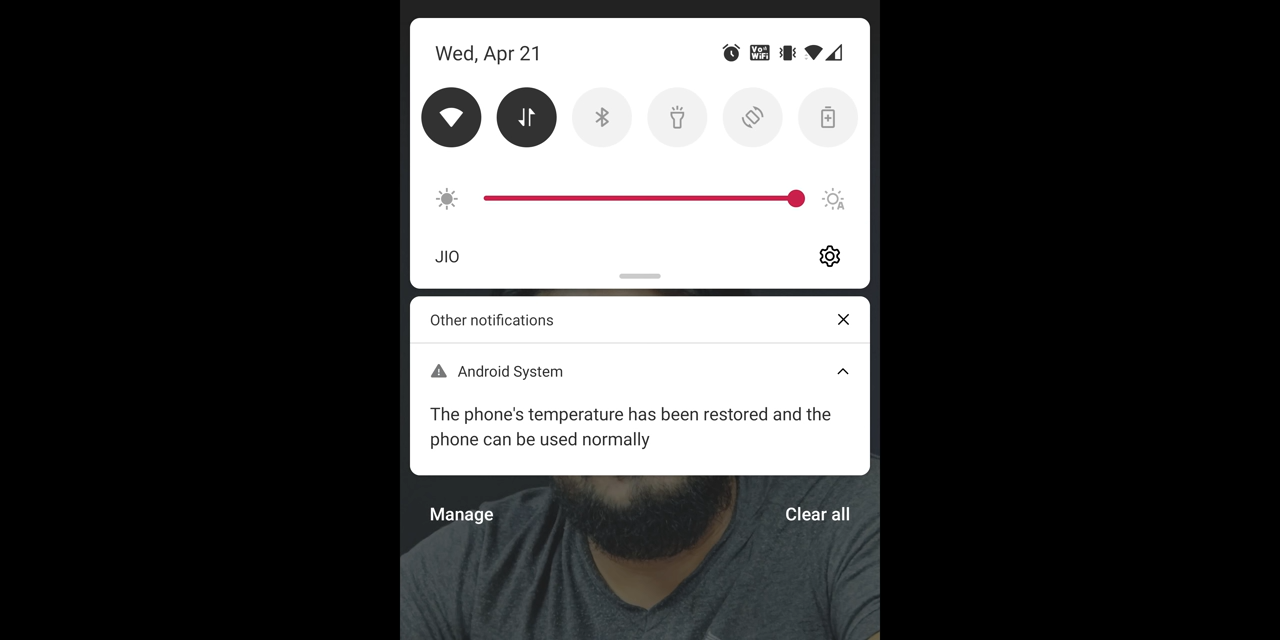 Wed, Apr 21
JIO
Other notifications
Android System
The phone's temperature has been restored and the
phone can be used normally
Manage
Clear all